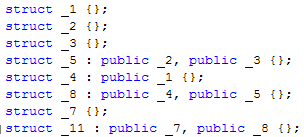 struct _1 {};
struct _2 {};
struct _3 {};
struct _5 : public _2, public _3 {};
struct _4 : public _1 {};
struct _8 : public _4, public _5 {};
struct _7 {};
struct _11 : public _7, public _8 {};